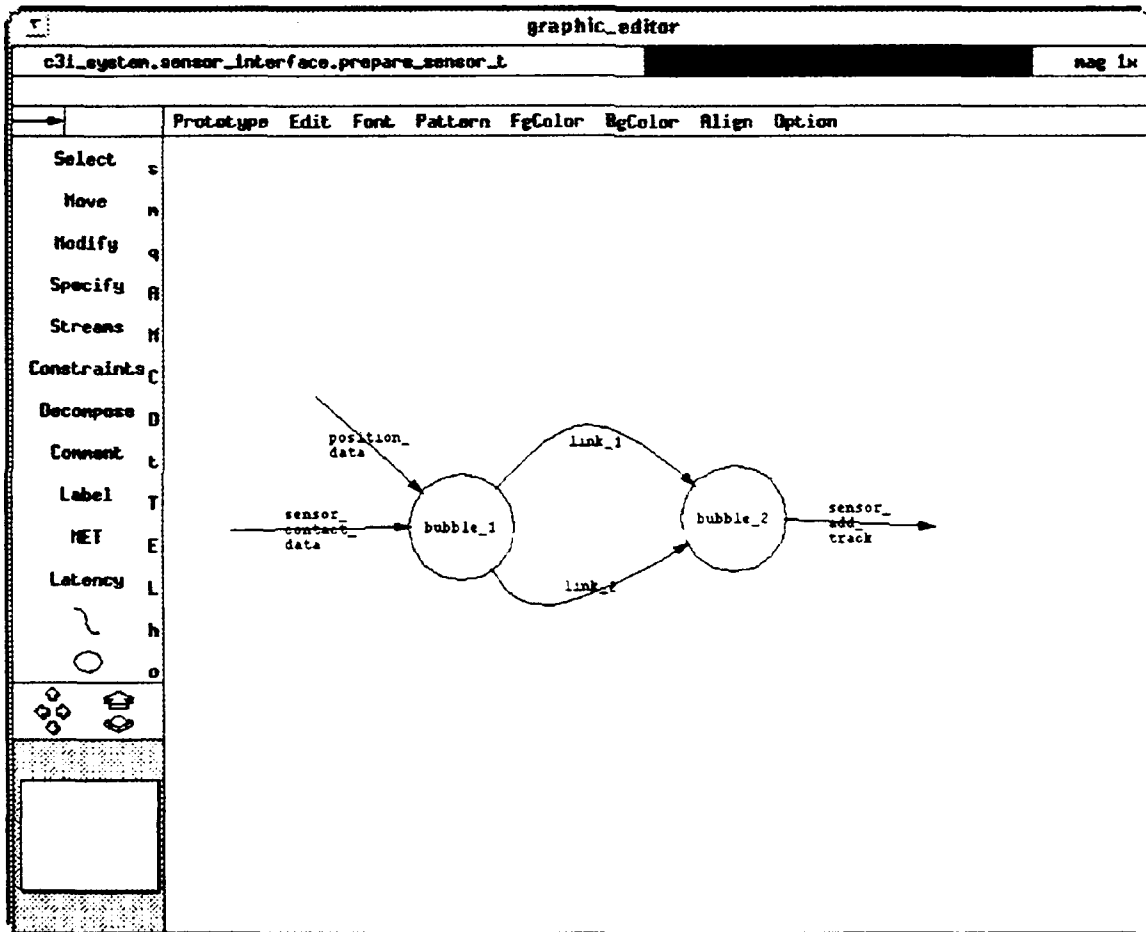 graphic_editor
c3i_system.sensor_interface.prepare_sensor_t
mag 1x
Prototype Edit Font Pattern FgColor BgColor Align Option
Select s
Move m
Modify q
Specify A
Streams M
Constraints C
Decompose D
Comment t
Label T
MET E
Latency L
h
o
position_
data
link_1
sensor_
contact_
data
bubble_1
bubble_2
sensor_
add_
track
link_2